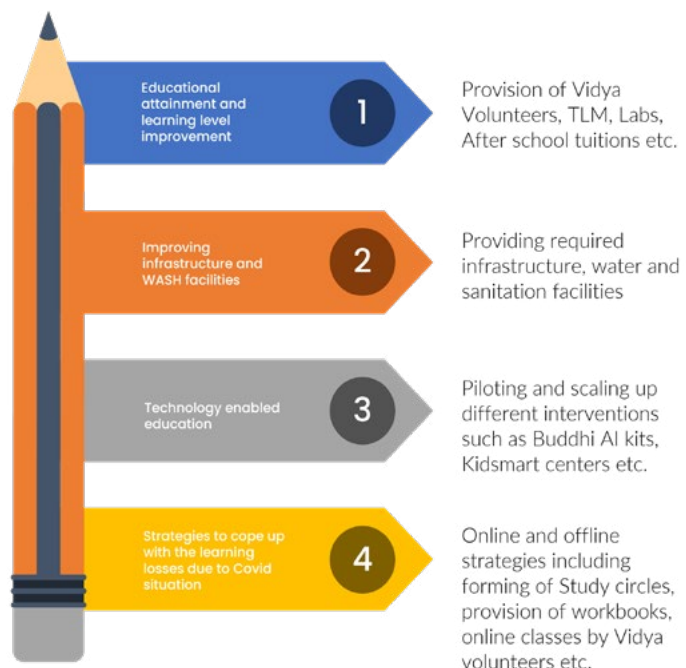 Educational
attainment and
learning level
improvement
1
Provision of Vidya
Volunteers, TLM, Labs,
After school tuitions etc.
Improving
infrastructure and
WASH facilities
2
Providing required
infrastructure, water and
sanitation facilities
Technology enabled
education
3
Piloting and scaling up
different interventions
such as Buddhi AI kits,
Kidsmart centers etc.
Strategies to cope up
with the learning
losses due to Covid
situation
4
Online and offline
strategies including
forming of Study circles,
provision of workbooks,
online classes by Vidya
volunteers etc.